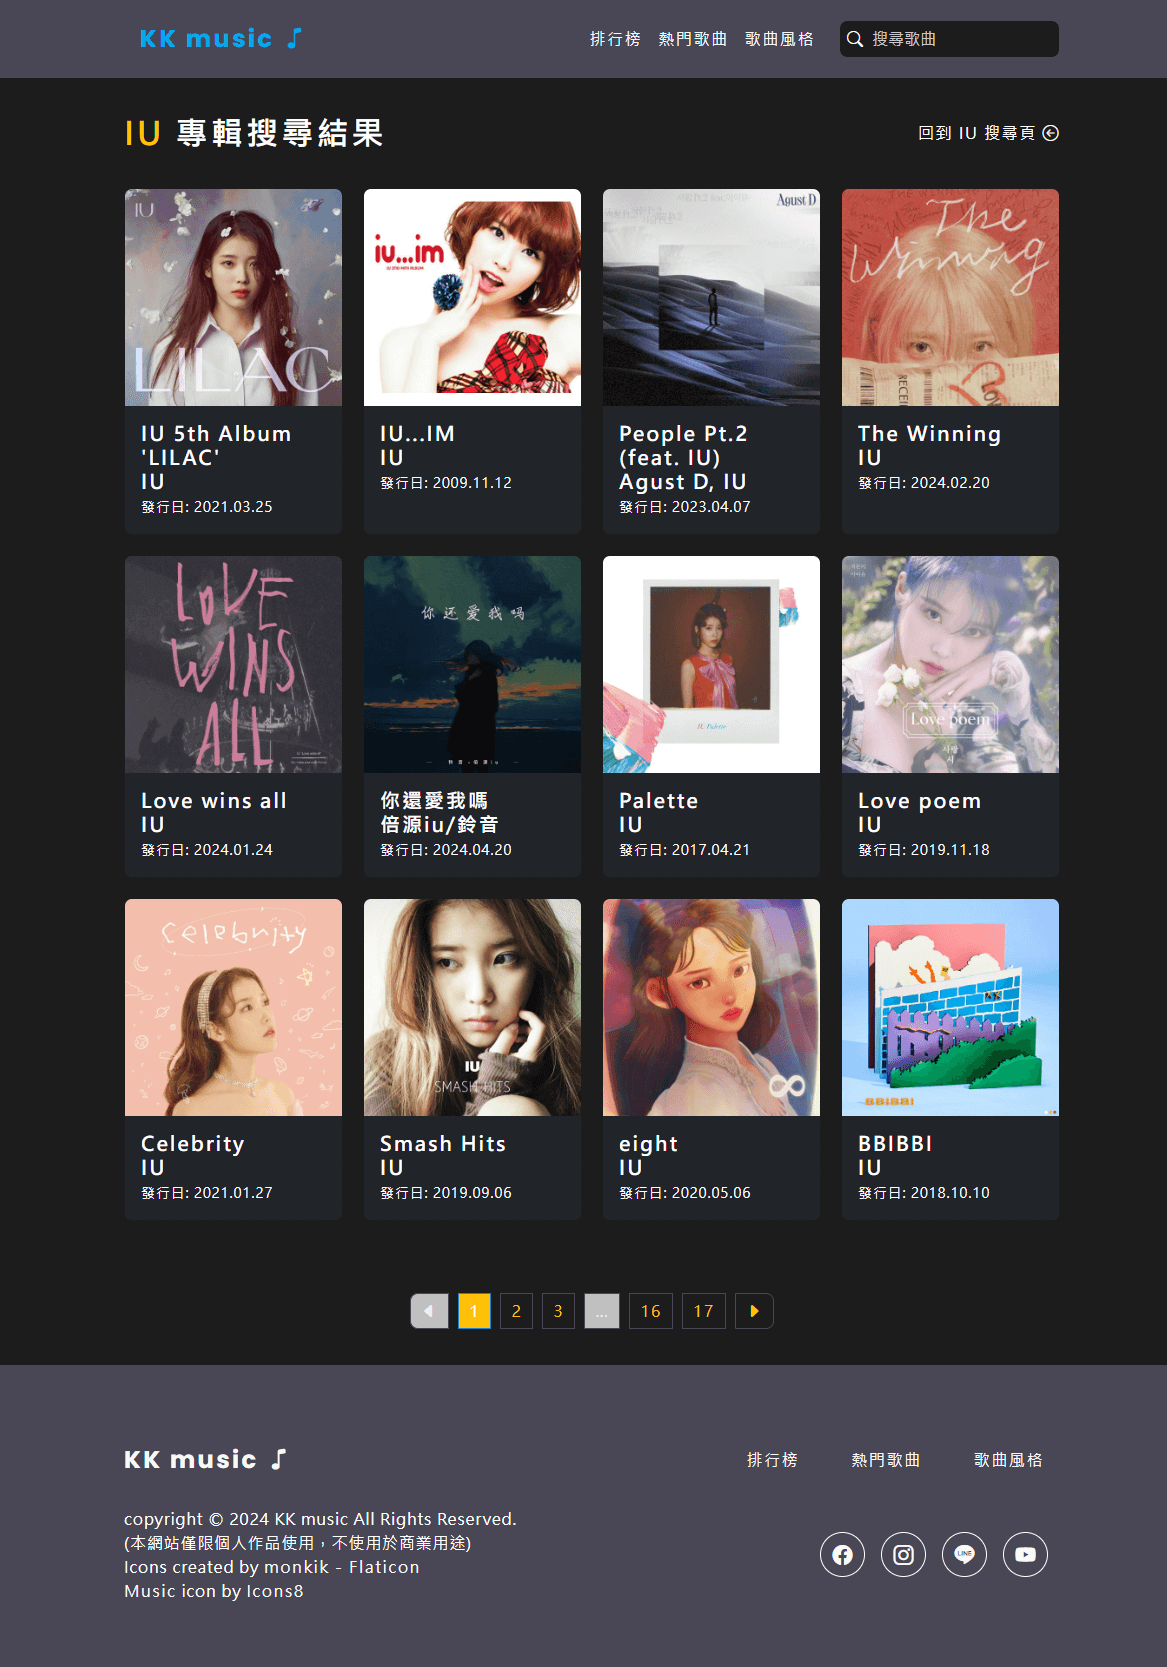 KK music
排行榜 熱門歌曲 歌曲風格 搜尋歌曲
IU 專輯搜尋結果
回到 IU 搜尋頁
IU
LILAC
IU 5th Album
'LILAC'
IU
發行日: 2021.03.25
iu...im
IU...IM
IU
發行日: 2009.11.12
Agust D
People Pt.2
(feat. IU)
Agust D, IU
發行日: 2023.04.07
The
Winning
The Winning
IU
發行日: 2024.02.20
LOVE
WINS
ALL
Love wins all
IU
發行日: 2024.01.24
你还爱我吗
你還愛我嗎
倍源iu/鈴音
發行日: 2024.04.20
IU Palette
Palette
IU
發行日: 2017.04.21
Love poem
Love poem
IU
發行日: 2019.11.18
Celebrity
Celebrity
IU
發行日: 2021.01.27
IU
SMASH HITS
Smash Hits
IU
發行日: 2019.09.06
eight
IU
發行日: 2020.05.06
BBIBBI
BBIBBI
IU
發行日: 2018.10.10
1 2 3 ... 16 17
KK music
排行榜 熱門歌曲 歌曲風格
copyright © 2024 KK music All Rights Reserved.
(本網站僅限個人作品使用，不使用於商業用途)
Icons created by monkik - Flaticon
Music icon by Icons8
LINE